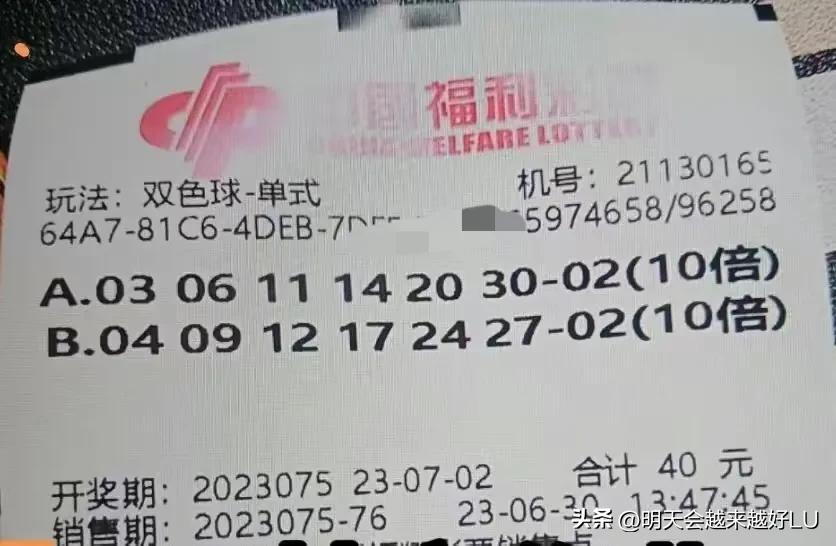 国福利
WELFARE LOTTERY
玩法：双色球-单式
机号：21130165
64A7-81C6-4DEB- 5974658/96258
A.03 06 11 14 20 30-02(10倍)
B.04 09 12 17 24 27-02(10倍)
开奖期：2023075 23-07-02 合计 40 元
销售期：2023075-76 23-06-30 13:47:45
头条 @明天会越来越好LU